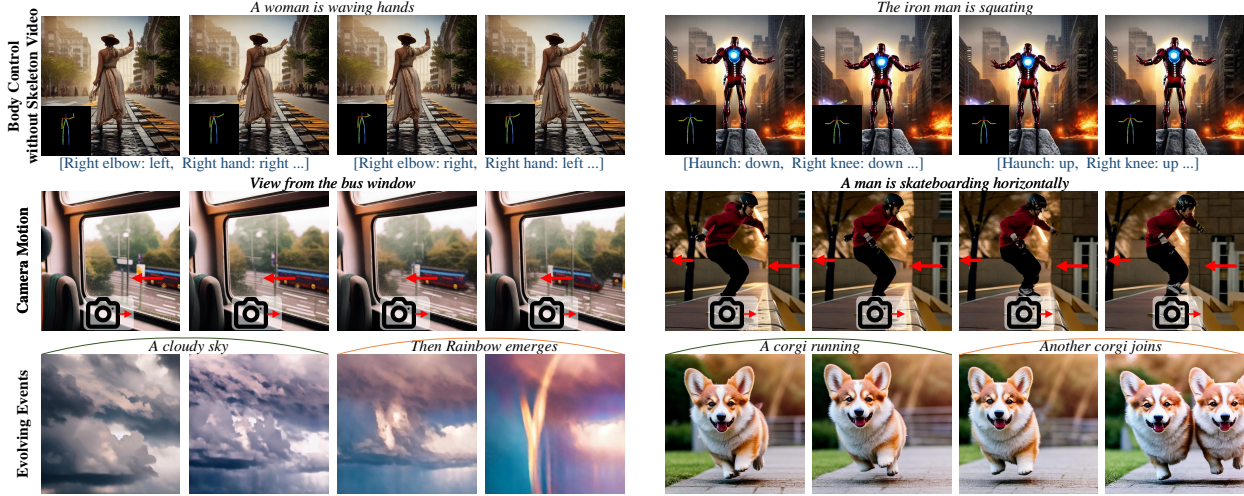 A woman is waving hands
The iron man is squating
Body Control
without Skeleton Video
[Right elbow: left, Right hand: right ...]
[Right elbow: right, Right hand: left ...]
[Haunch: down, Right knee: down ...]
[Haunch: up, Right knee: up ...]
View from the bus window
A man is skateboarding horizontally
Camera Motion
A cloudy sky
Then Rainbow emerges
A corgi running
Another corgi joins
Evolving Events